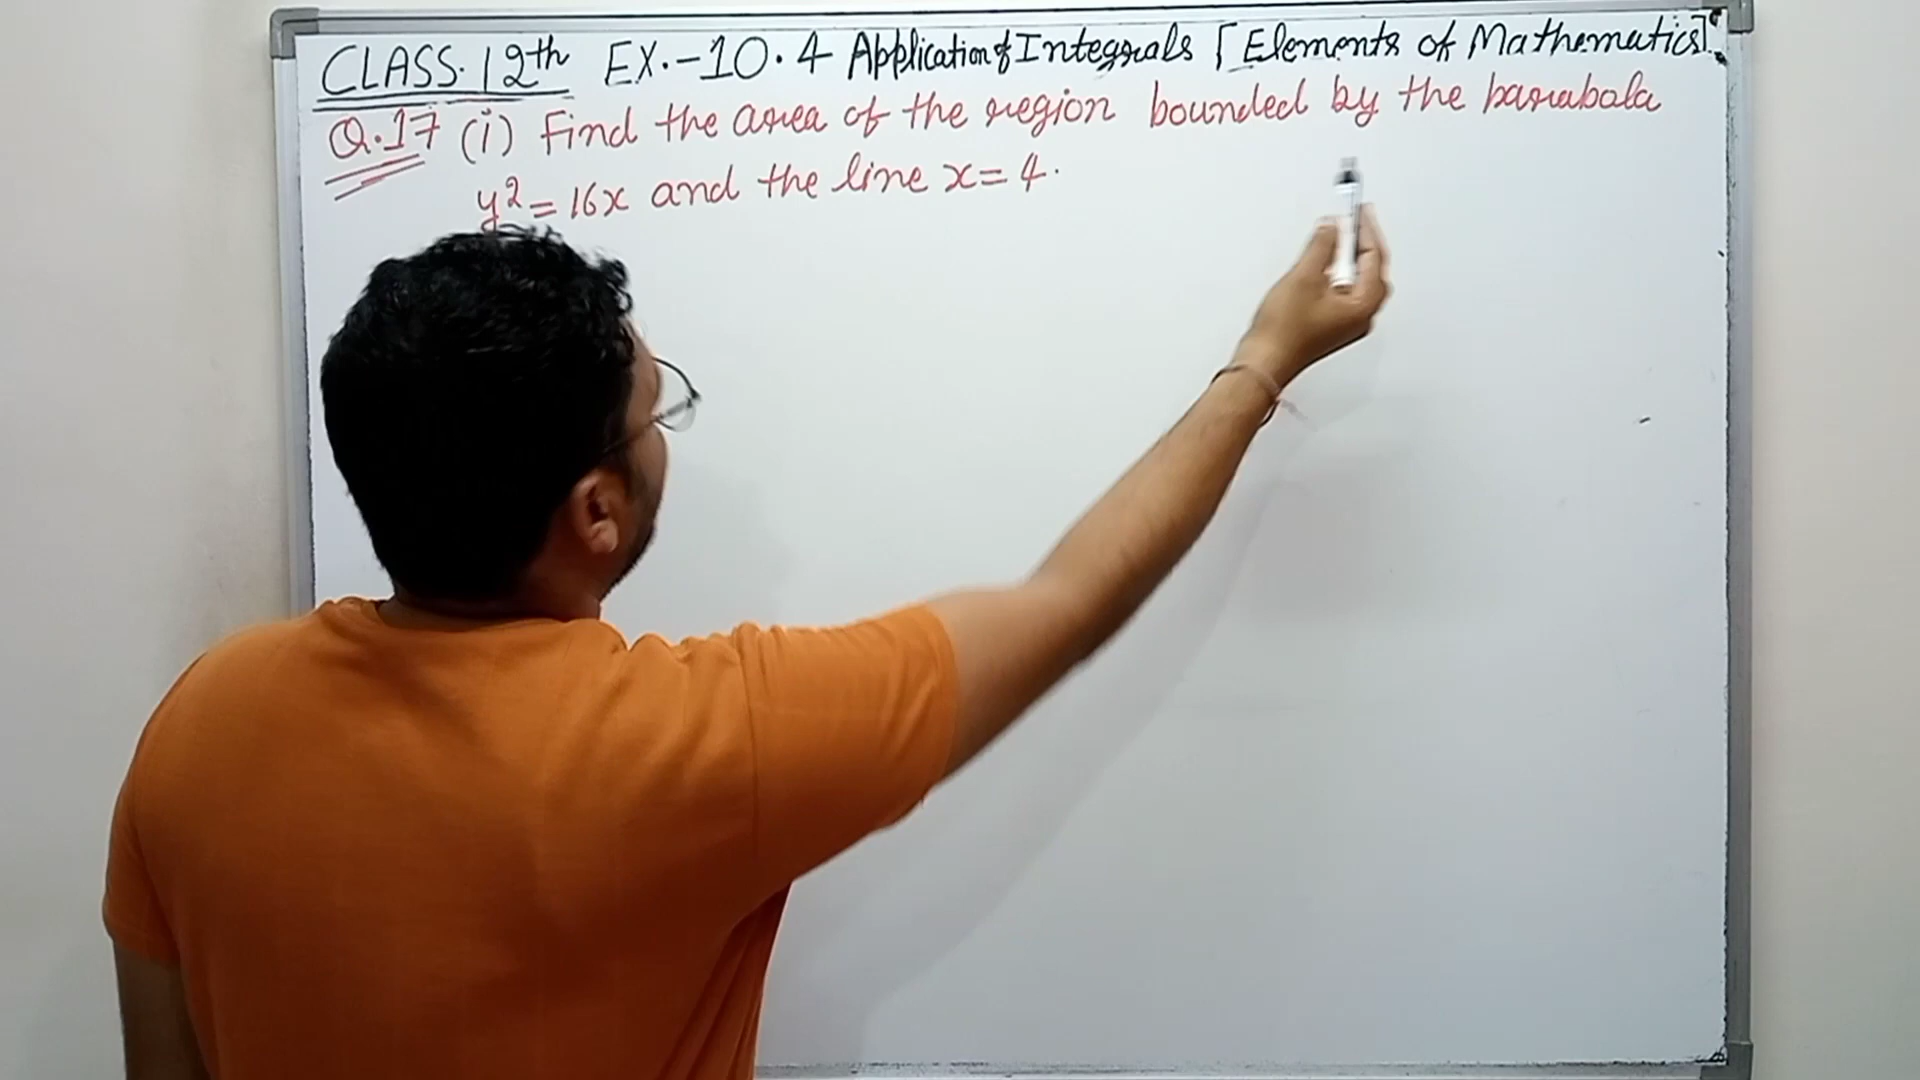 CLASS. 12th EX.-10.4 Application of Integrals [Elements of Mathematics]
Q.17 (i) Find the area of the region bounded by the barabola
y² = 16x and the line x = 4.